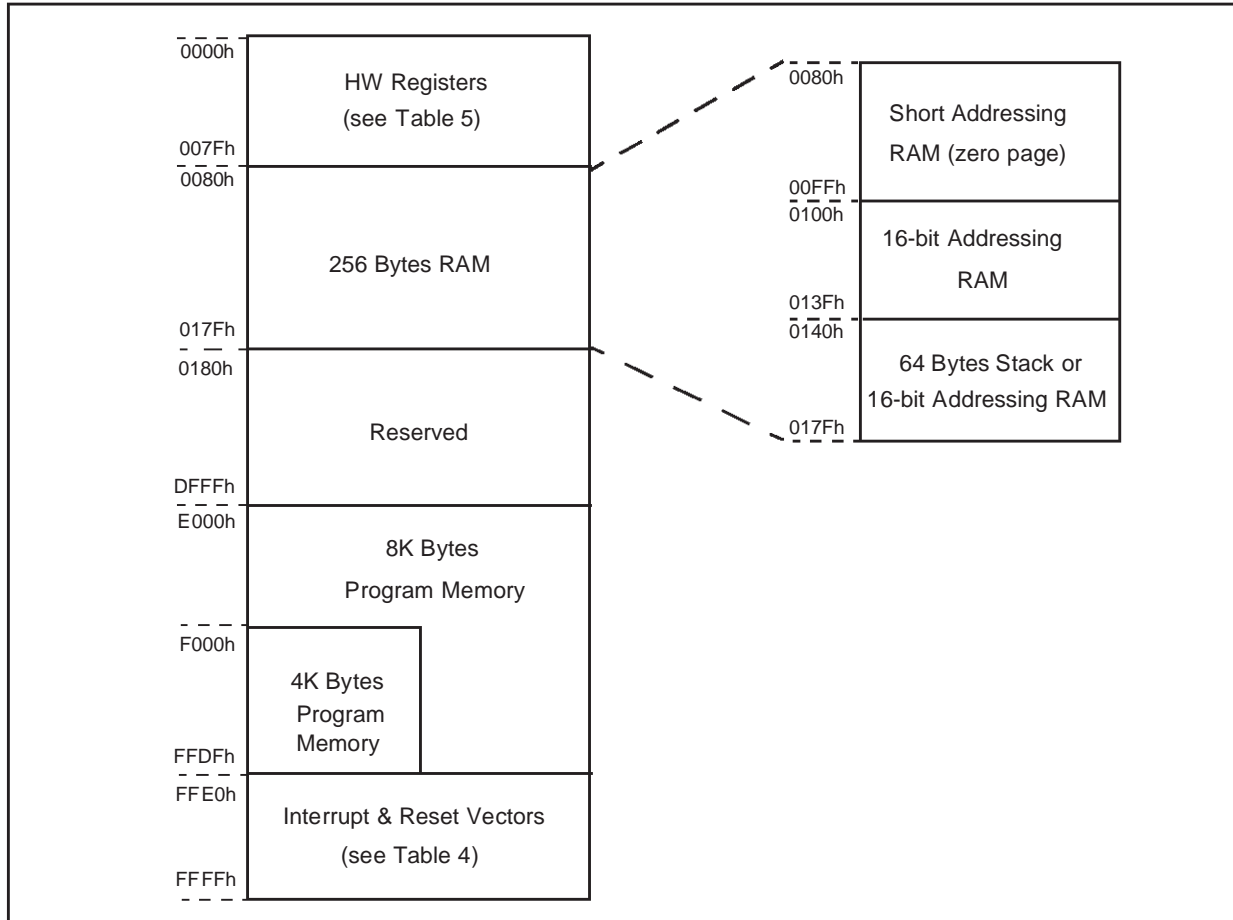 0000h
HW Registers
(see Table 5)
007Fh
0080h
256 Bytes RAM
017Fh
0180h
Reserved
DFFFh
E000h
8K Bytes
Program Memory
F000h
4K Bytes
Program
Memory
FFDFh
FFE0h
Interrupt & Reset Vectors
(see Table 4)
FFFFh
0080h
Short Addressing
RAM (zero page)
00FFh
0100h
16-bit Addressing
RAM
013Fh
0140h
64 Bytes Stack or
16-bit Addressing RAM
017Fh